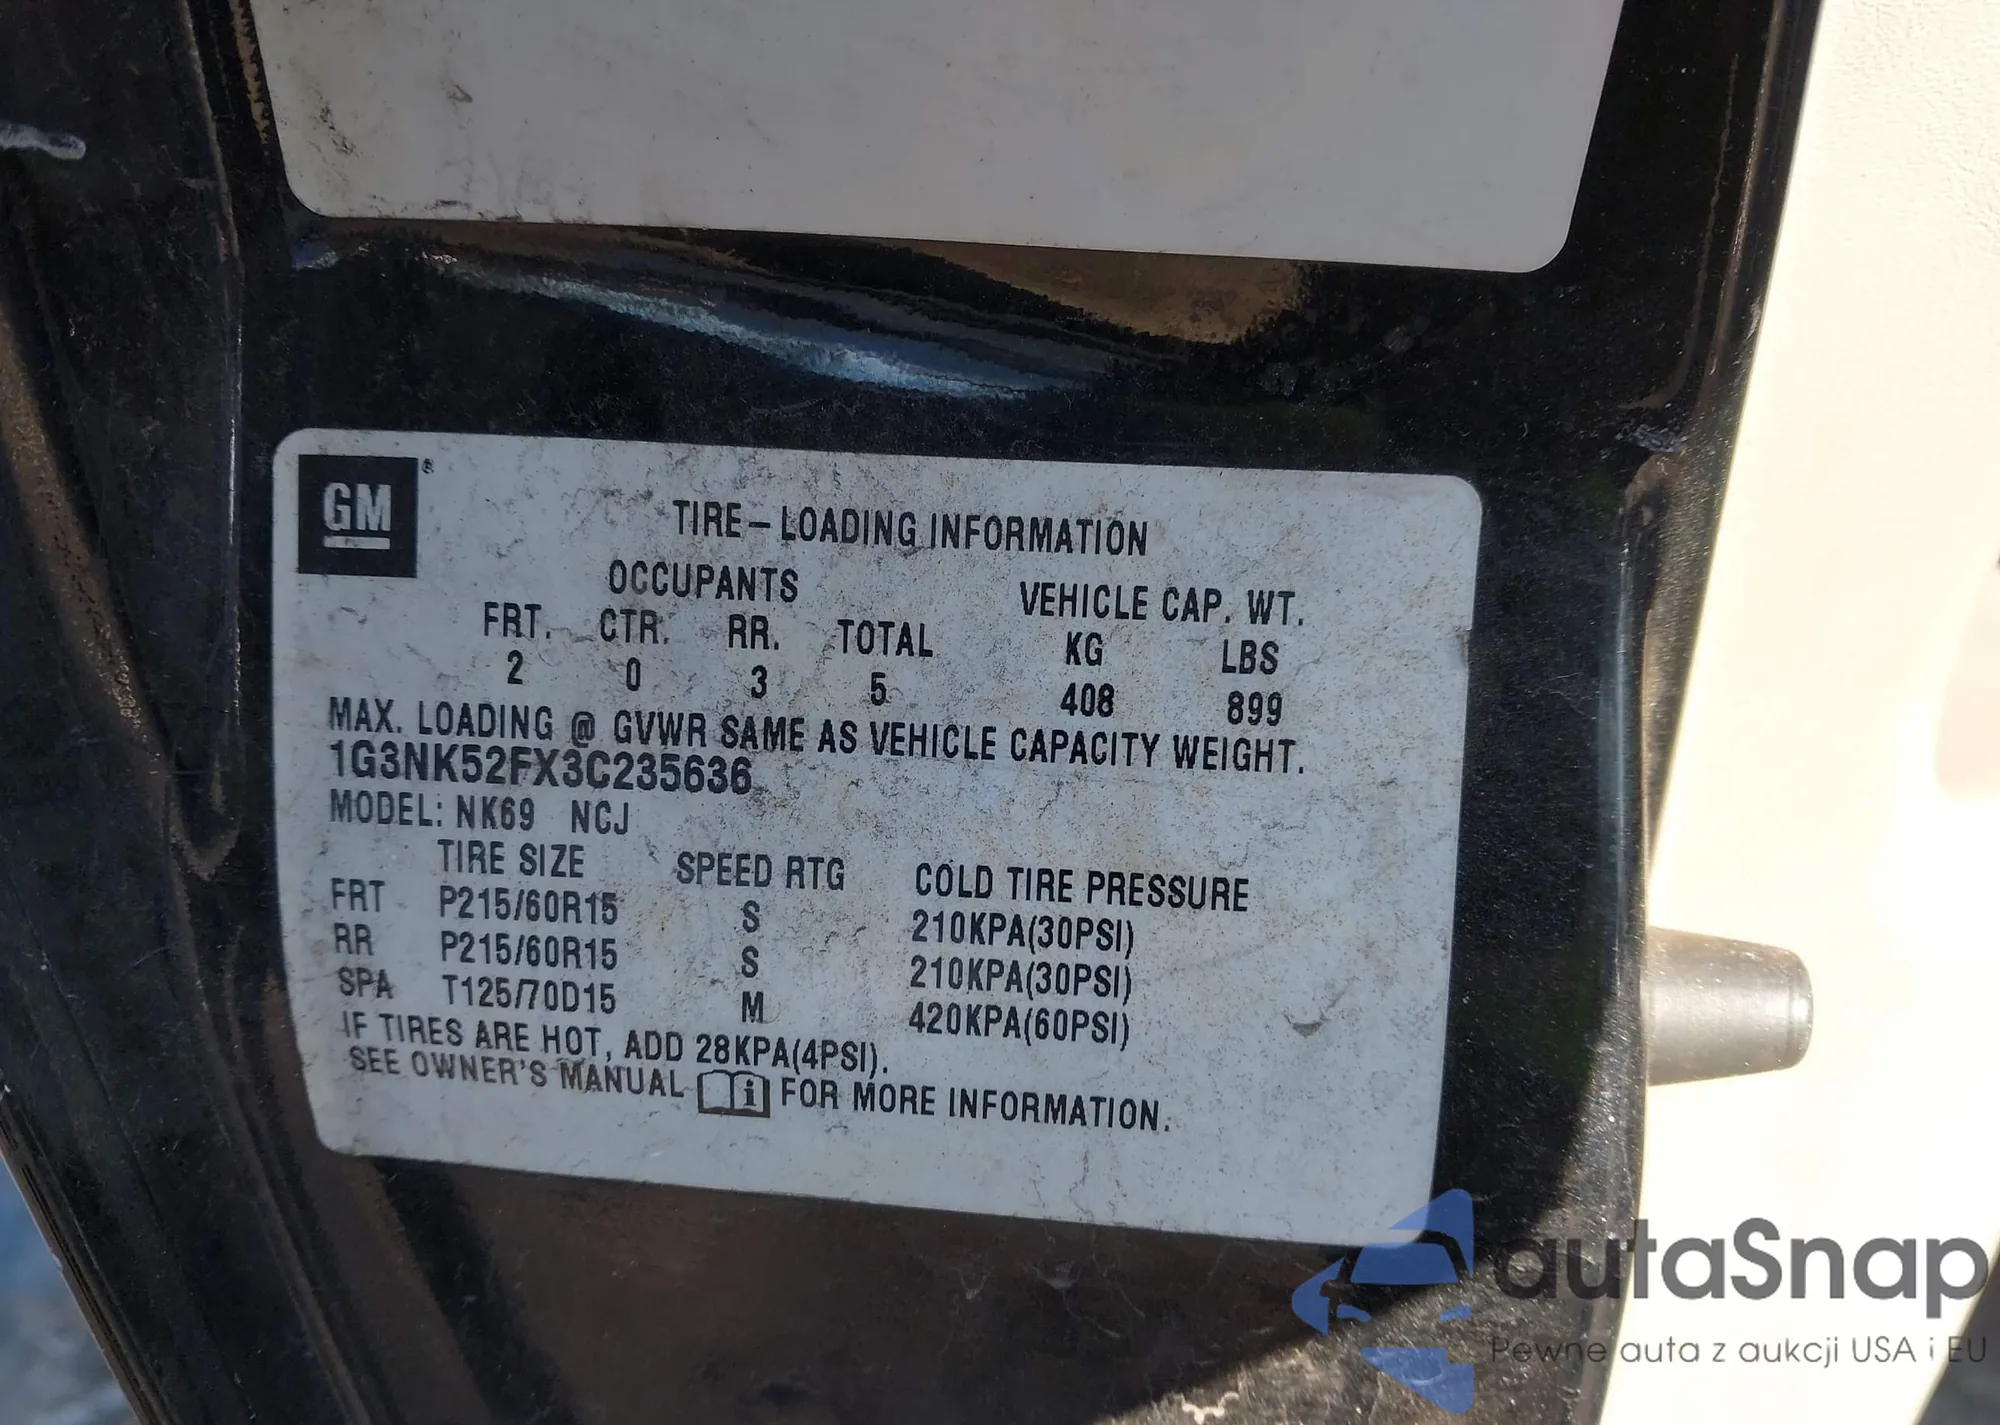 GM ®
TIRE – LOADING INFORMATION
OCCUPANTS VEHICLE CAP. WT.
FRT. CTR. RR. TOTAL KG LBS
2 0 3 5 408 899
MAX. LOADING @ GVWR SAME AS VEHICLE CAPACITY WEIGHT.
1G3NK52FX3C235636
MODEL: NK69 NCJ
TIRE SIZE SPEED RTG COLD TIRE PRESSURE
FRT P215/60R15 S 210KPA(30PSI)
RR P215/60R15 S 210KPA(30PSI)
SPA T125/70D15 M 420KPA(60PSI)
IF TIRES ARE HOT, ADD 28KPA(4PSI).
SEE OWNER'S MANUAL i FOR MORE INFORMATION.
autaSnap
Pewne auta z aukcji USA i EU